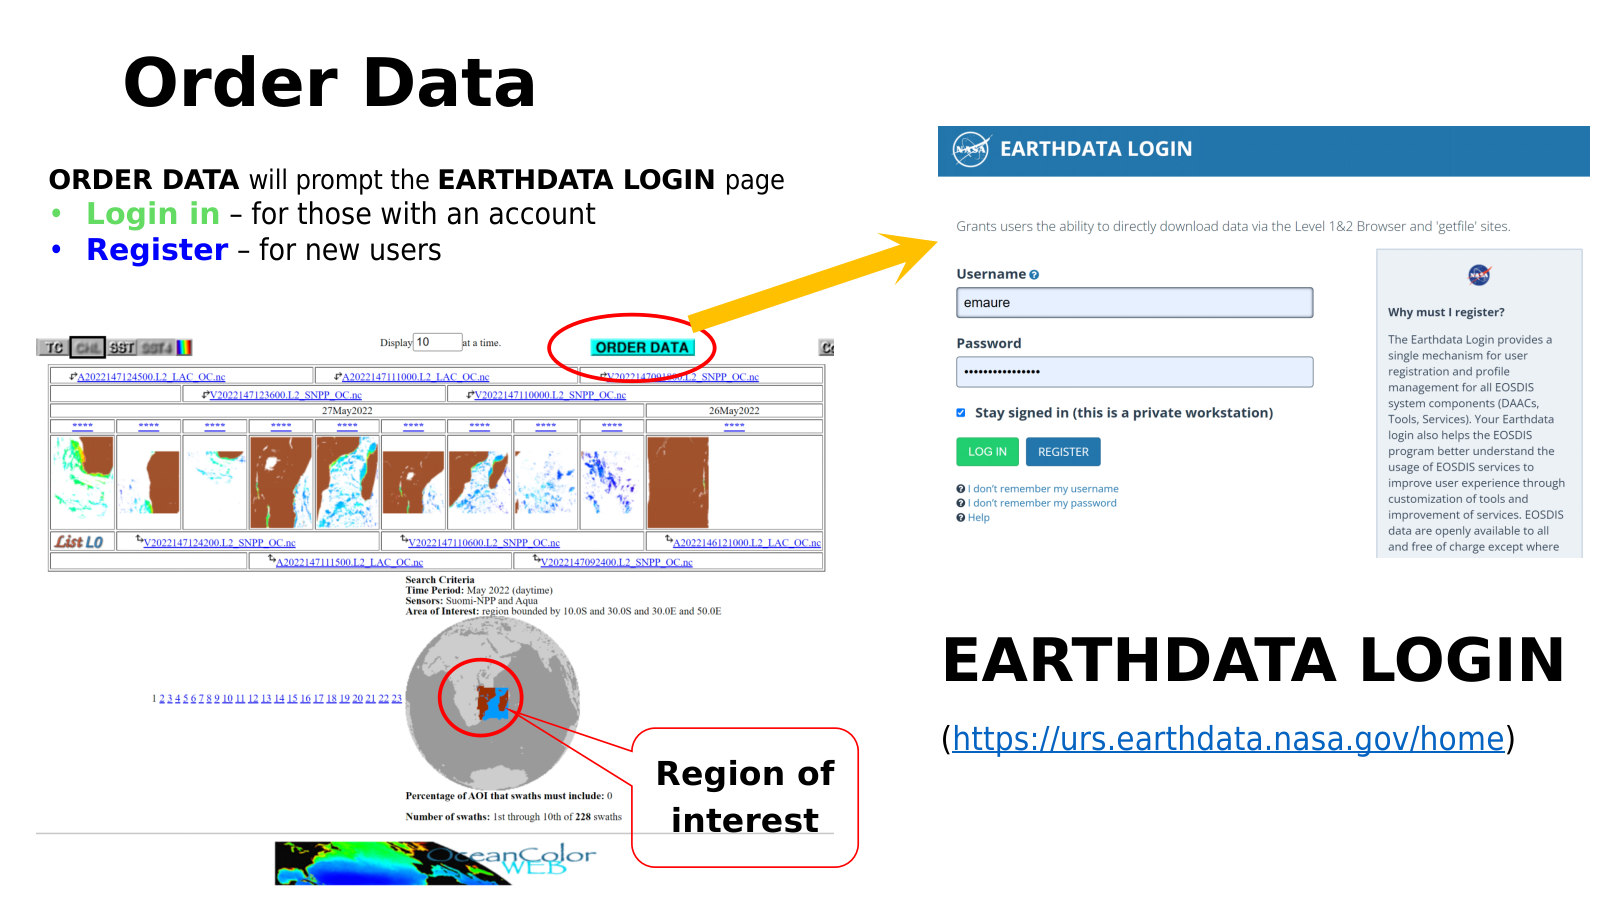 Order Data
ORDER DATA will prompt the EARTHDATA LOGIN page
• Login in – for those with an account
• Register – for new users
TC CHL SST SST4
Display 10 at a time.
ORDER DATA
A2022147124500.L2_LAC_OC.nc A2022147111000.L2_LAC_OC.nc
V2022147123600.L2_SNPP_OC.nc V2022147110000.L2_SNPP_OC.nc
27May2022 26May2022
**** **** **** **** **** **** **** **** **** ****
List L0 V2022147124200.L2_SNPP_OC.nc V2022147110600.L2_SNPP_OC.nc A2022146121000.L2_LAC_OC.nc
A2022147111500.L2_LAC_OC.nc V2022147092400.L2_SNPP_OC.nc
Search Criteria
Time Period: May 2022 (daytime)
Sensors: Suomi-NPP and Aqua
Area of Interest: region bounded by 10.0S and 30.0S and 30.0E and 50.0E
1 2 3 4 5 6 7 8 9 10 11 12 13 14 15 16 17 18 19 20 21 22 23
Percentage of AOI that swaths must include: 0
Number of swaths: 1st through 10th of 228 swaths
Region of
interest
OceanColor
WEB
NASA EARTHDATA LOGIN
Grants users the ability to directly download data via the Level 1&2 Browser and 'getfile' sites.
Username
emaure
Password
••••••••••••••••
Stay signed in (this is a private workstation)
LOG IN REGISTER
I don't remember my username
I don't remember my password
Help
NASA
Why must I register?
The Earthdata Login provides a
single mechanism for user
registration and profile
management for all EOSDIS
system components (DAACs,
Tools, Services). Your Earthdata
login also helps the EOSDIS
program better understand the
usage of EOSDIS services to
improve user experience through
customization of tools and
improvement of services. EOSDIS
data are openly available to all
and free of charge except where
EARTHDATA LOGIN
(https://urs.earthdata.nasa.gov/home)